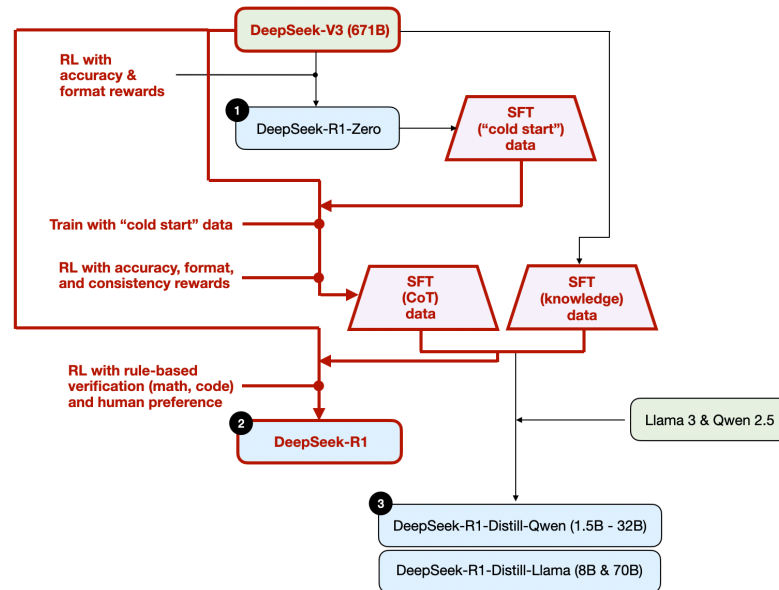 DeepSeek-V3 (671B)
RL with
accuracy &
format rewards
1
DeepSeek-R1-Zero
SFT
(“cold start”)
data
Train with “cold start” data
RL with accuracy, format,
and consistency rewards
SFT
(CoT)
data
SFT
(knowledge)
data
RL with rule-based
verification (math, code)
and human preference
2
DeepSeek-R1
Llama 3 & Qwen 2.5
3
DeepSeek-R1-Distill-Qwen (1.5B - 32B)
DeepSeek-R1-Distill-Llama (8B & 70B)